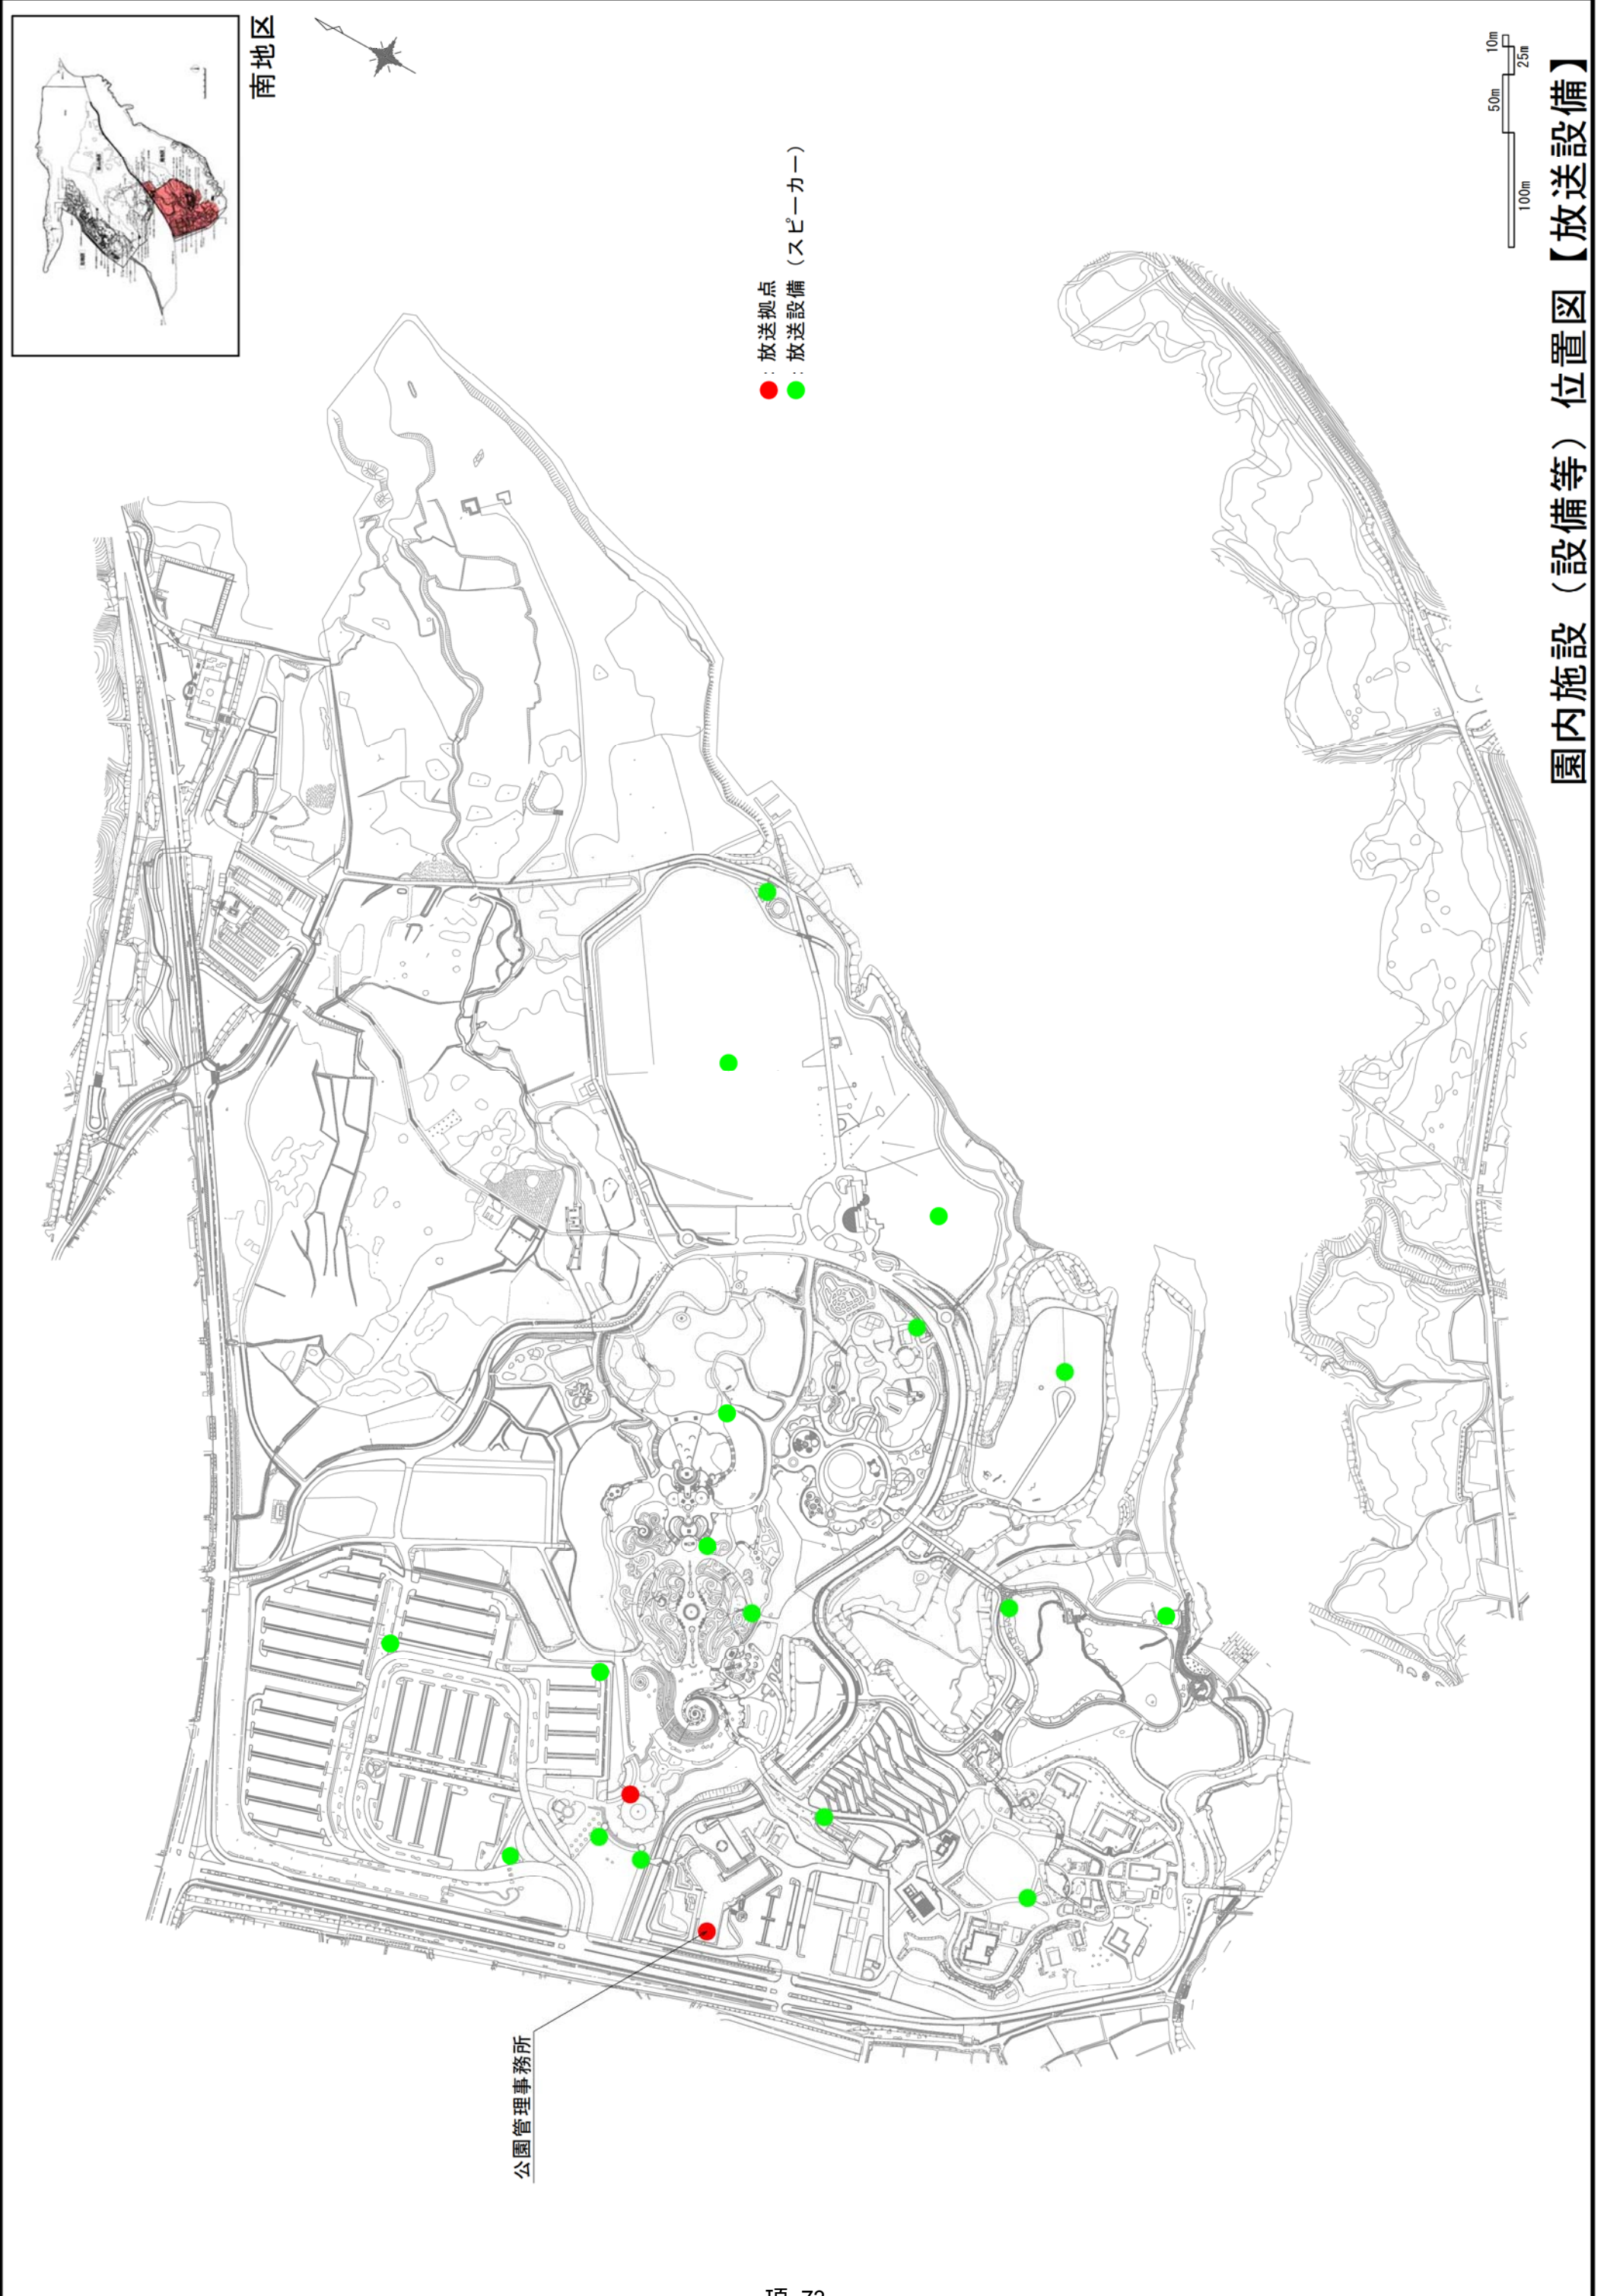 園内施設（設備等）位置図【放送設備】
南地区
10m
25m
50m
100m
：放送拠点
：放送設備（スピーカー）
公園管理事務所